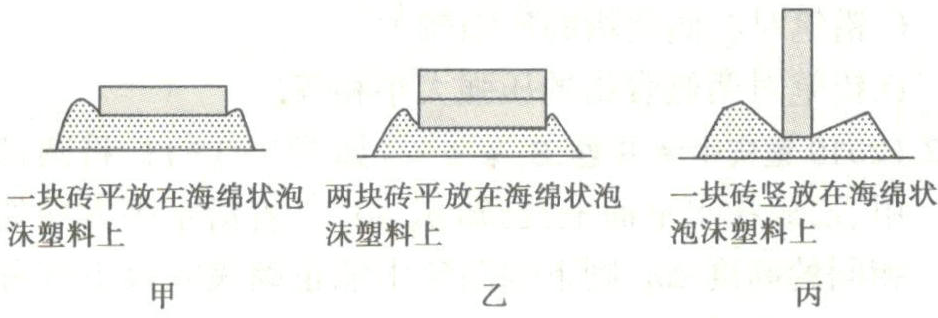 一块砖平放在海绵状泡
沫塑料上
甲
两块砖平放在海绵状泡
沫塑料上
乙
一块砖竖放在海绵状
泡沫塑料上
丙